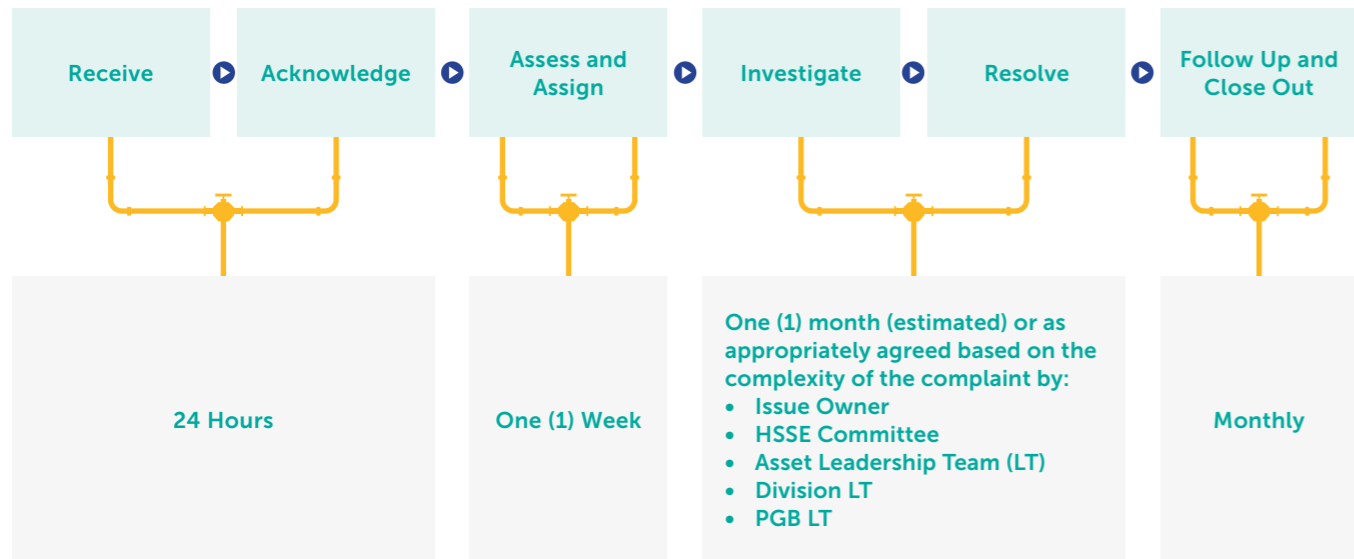 Receive
Acknowledge
Assess and
Assign
Investigate
Resolve
Follow Up and
Close Out
24 Hours
One (1) Week
One (1) month (estimated) or as
appropriately agreed based on the
complexity of the complaint by:
• Issue Owner
• HSSE Committee
• Asset Leadership Team (LT)
• Division LT
• PGB LT
Monthly